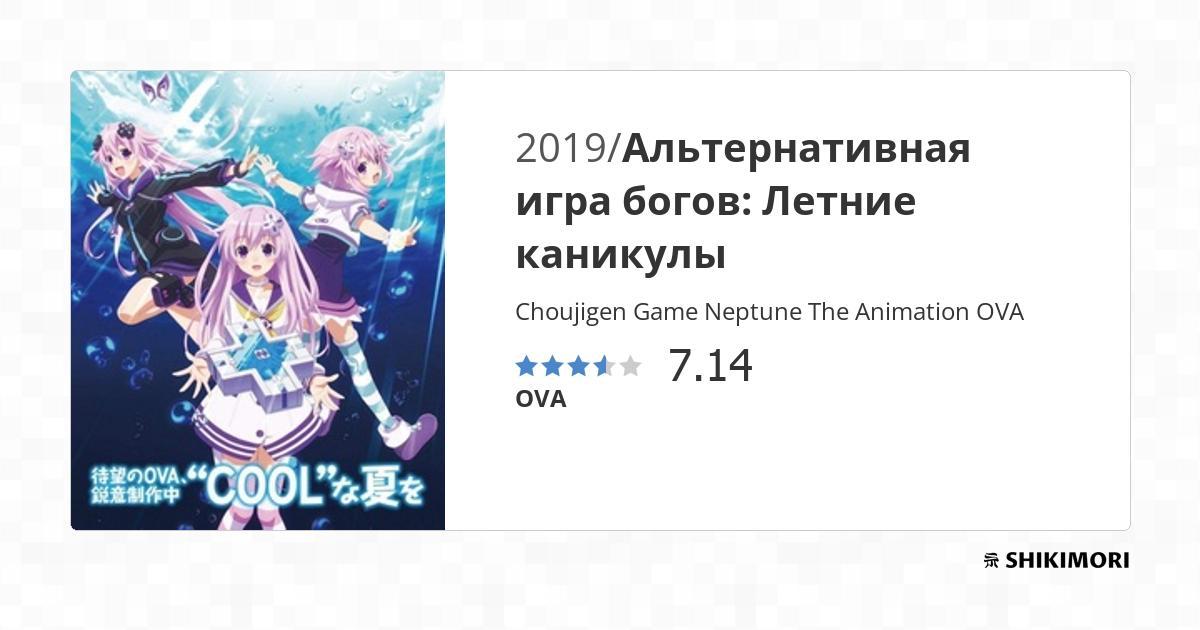 2019/Альтернативная
игра богов: Летние
каникулы
Choujigen Game Neptune The Animation OVA
7.14
OVA
待望のOVA、
鋭意制作中
“COOL”な夏を
SHIKIMORI